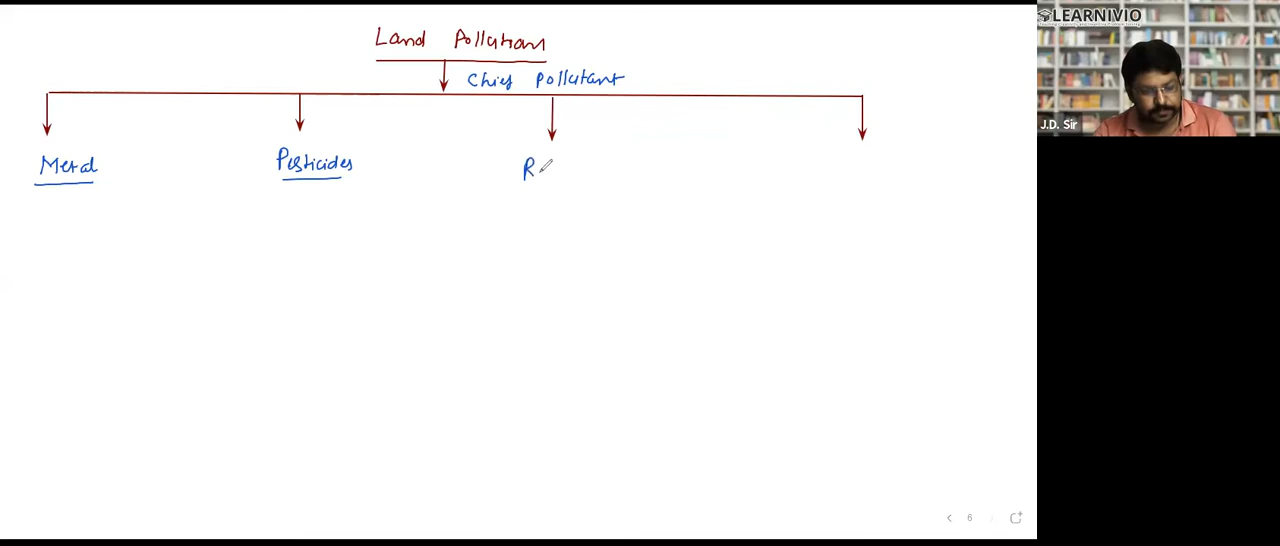 Land Pollution
Chief Pollutant
Metal
Pesticides
R
LEARNIVIO
J.D. Sir
6